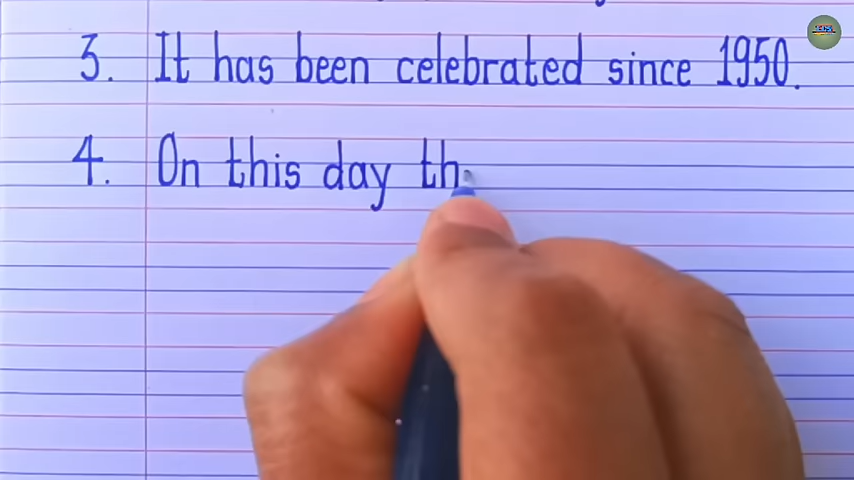 3. It has been celebrated since 1950.
4. On this day th